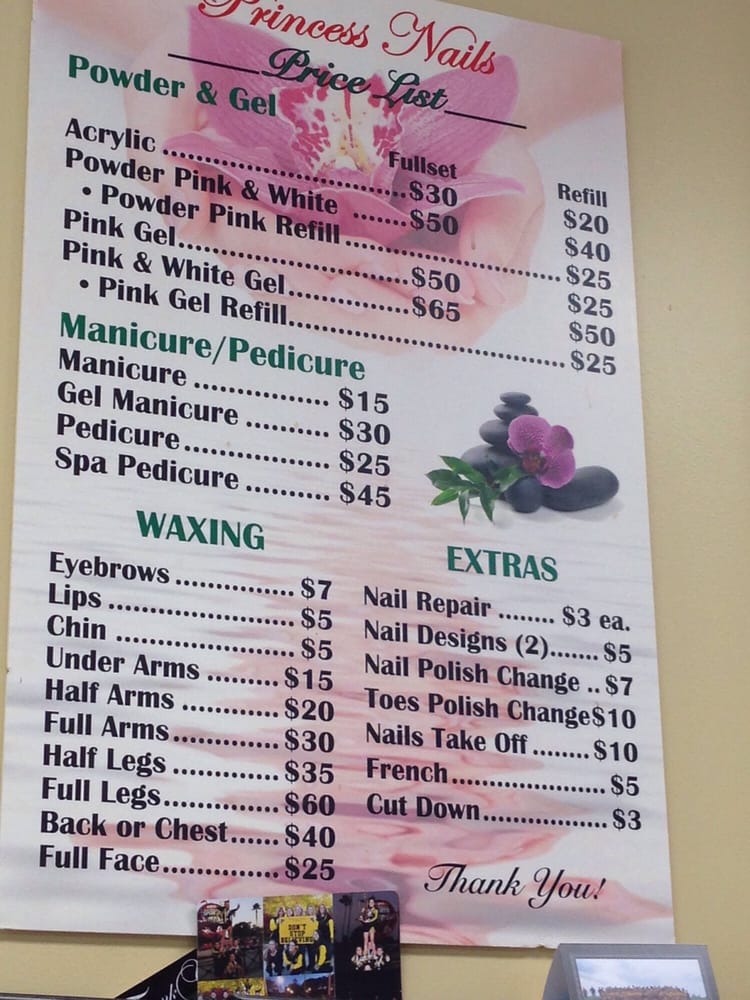 Princess Nails
Price List
Powder & Gel
Fullset Refill
Acrylic ........................ $30 $20
Powder Pink & White ....... $50 $40
• Powder Pink Refill ............................ $25
Pink Gel........................ $50 $25
Pink & White Gel............. $65 $50
• Pink Gel Refill................................... $25
Manicure/Pedicure
Manicure ................ $15
Gel Manicure .......... $30
Pedicure................. $25
Spa Pedicure .......... $45
WAXING
Eyebrows .............. $7
Lips ..................... $5
Chin .................... $5
Under Arms ......... $15
Half Arms ............ $20
Full Arms ............. $30
Half Legs ............. $35
Full Legs.............. $60
Back or Chest...... $40
Full Face.............. $25
EXTRAS
Nail Repair ........ $3 ea.
Nail Designs (2)....... $5
Nail Polish Change .. $7
Toes Polish Change$10
Nails Take Off ........ $10
French...................... $5
Cut Down................ $3
Thank You!
DON'T
STOP
BELIEVING